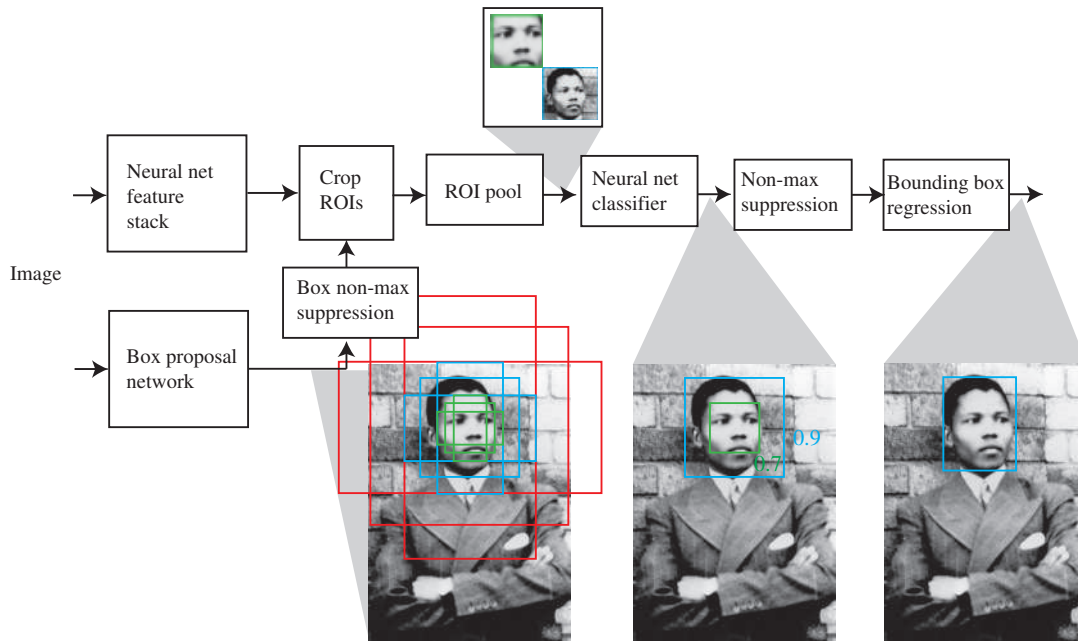 Image
Neural net
feature
stack
Crop
ROIs
ROI pool
Neural net
classifier
Non-max
suppression
Bounding box
regression
Box proposal
network
Box non-max
suppression
0.9
0.7